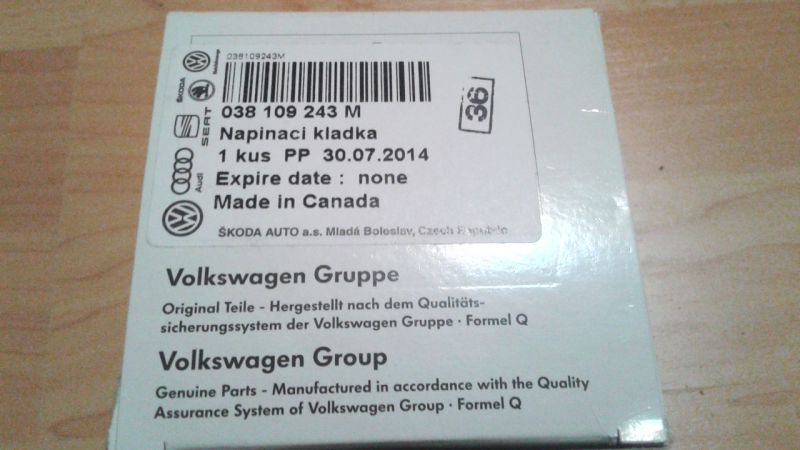 038109243M
ŠKODA
SEAT
Audi
038 109 243 M
36
Napinaci kladka
1 kus PP 30.07.2014
Expire date : none
Made in Canada
ŠKODA AUTO a.s. Mladá Boleslav, Czech Republic
Volkswagen Gruppe
Original Teile - Hergestellt nach dem Qualitäts-
sicherungssystem der Volkswagen Gruppe · Formel Q
Volkswagen Group
Genuine Parts - Manufactured in accordance with the Quality
Assurance System of Volkswagen Group · Formel Q